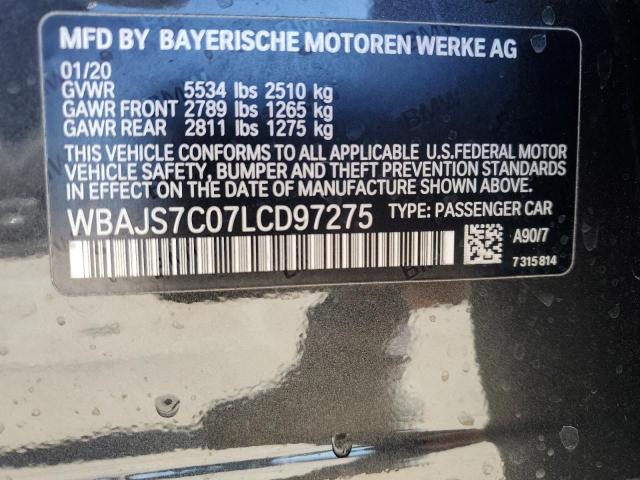 MFD BY BAYERISCHE MOTOREN WERKE AG
01/20
GVWR 5534 lbs 2510 kg
GAWR FRONT 2789 lbs 1265 kg
GAWR REAR 2811 lbs 1275 kg
THIS VEHICLE CONFORMS TO ALL APPLICABLE U.S.FEDERAL MOTOR
VEHICLE SAFETY, BUMPER AND THEFT PREVENTION STANDARDS
IN EFFECT ON THE DATE OF MANUFACTURE SHOWN ABOVE.
WBAJS7C07LCD97275 TYPE: PASSENGER CAR
A90/7
7315814